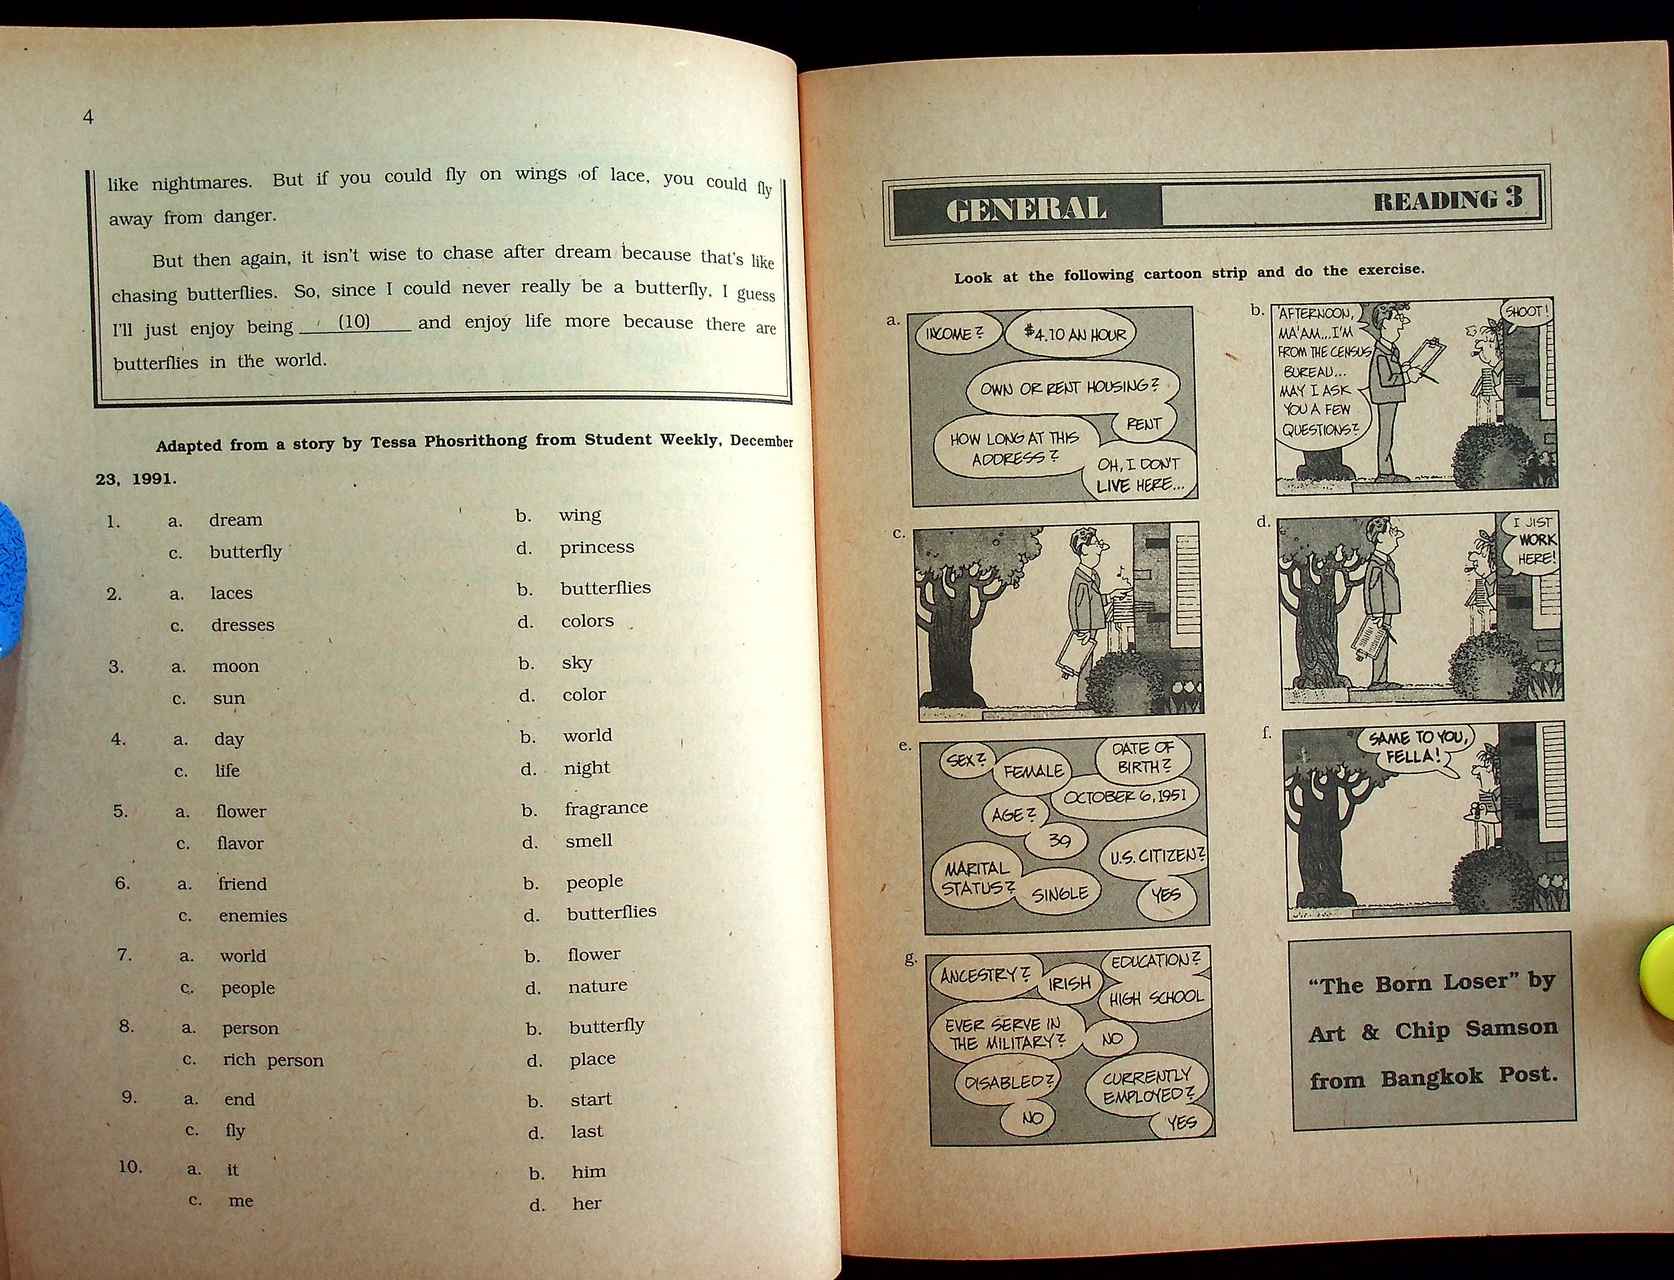 4
like nightmares. But if you could fly on wings of lace, you could fly
away from danger.
But then again, it isn't wise to chase after dream because that's like
chasing butterflies. So, since I could never really be a butterfly, I guess
I'll just enjoy being (10) and enjoy life more because there are
butterflies in the world.
Adapted from a story by Tessa Phosrithong from Student Weekly, December
23, 1991.
1. a. dream b. wing
c. butterfly d. princess
2. a. laces b. butterflies
c. dresses d. colors
3. a. moon b. sky
c. sun d. color
4. a. day b. world
c. life d. night
5. a. flower b. fragrance
c. flavor d. smell
6. a. friend b. people
c. enemies d. butterflies
7. a. world b. flower
c. people d. nature
8. a. person b. butterfly
c. rich person d. place
9. a. end b. start
c. fly d. last
10. a. it b. him
c. me d. her
GENERAL READING 3
Look at the following cartoon strip and do the exercise.
a.
INCOME?
$4.10 AN HOUR
OWN OR RENT HOUSING?
RENT
HOW LONG AT THIS
ADDRESS?
OH, I DON'T
LIVE HERE...
b.
'AFTERNOON,
MA'AM...I'M
FROM THE CENSUS
BUREAU...
MAY I ASK
YOU A FEW
QUESTIONS?
SHOOT!
c.
d.
I JIST
WORK
HERE!
e.
SEX?
FEMALE
DATE OF
BIRTH?
OCTOBER 6, 1951
AGE?
39
U.S. CITIZEN?
MARITAL
STATUS?
SINGLE
YES
f.
SAME TO YOU,
FELLA!
g.
ANCESTRY?
IRISH
EDUCATION?
HIGH SCHOOL
EVER SERVE IN
THE MILITARY?
NO
DISABLED?
NO
CURRENTLY
EMPLOYED?
YES
"The Born Loser" by
Art & Chip Samson
from Bangkok Post.